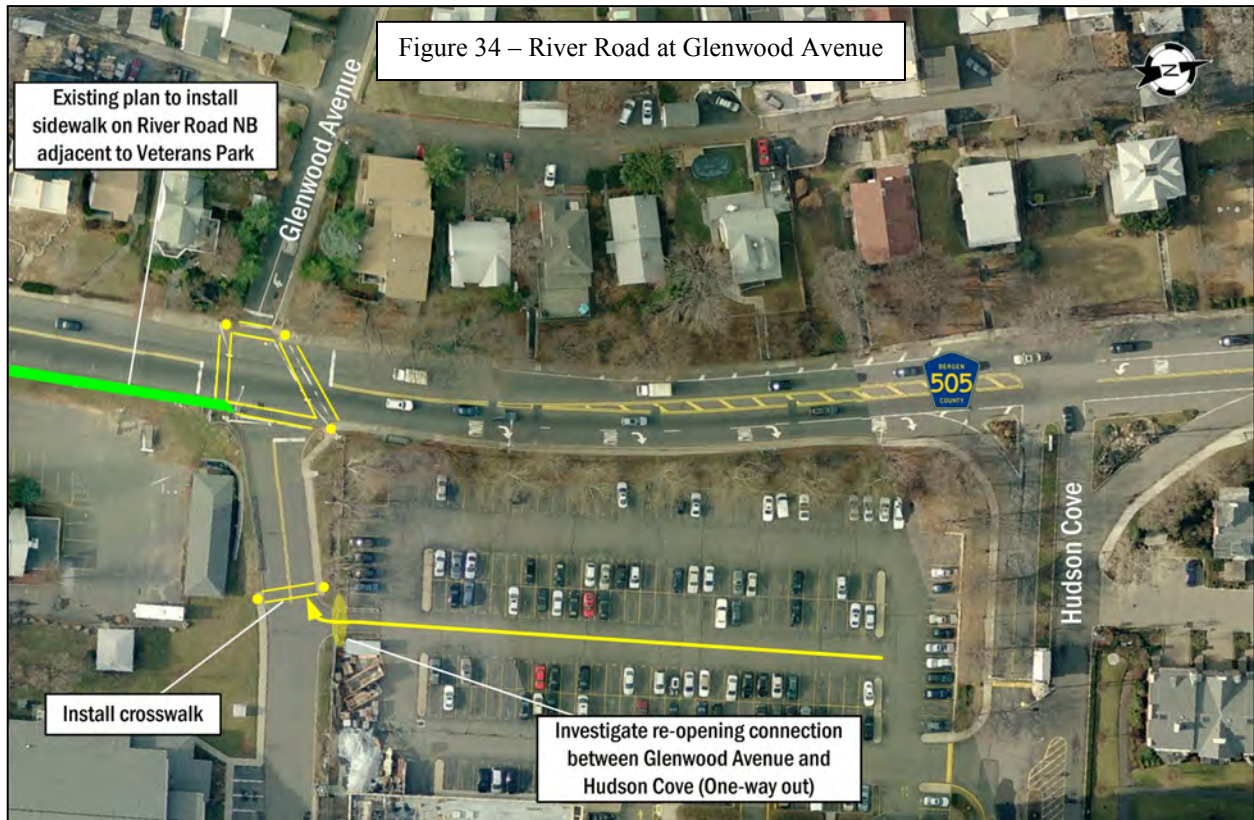 Figure 34 – River Road at Glenwood Avenue
Existing plan to install
sidewalk on River Road NB
adjacent to Veterans Park
Glenwood Avenue
N
BERGEN
505
COUNTY
Hudson Cove
Install crosswalk
Investigate re-opening connection
between Glenwood Avenue and
Hudson Cove (One-way out)